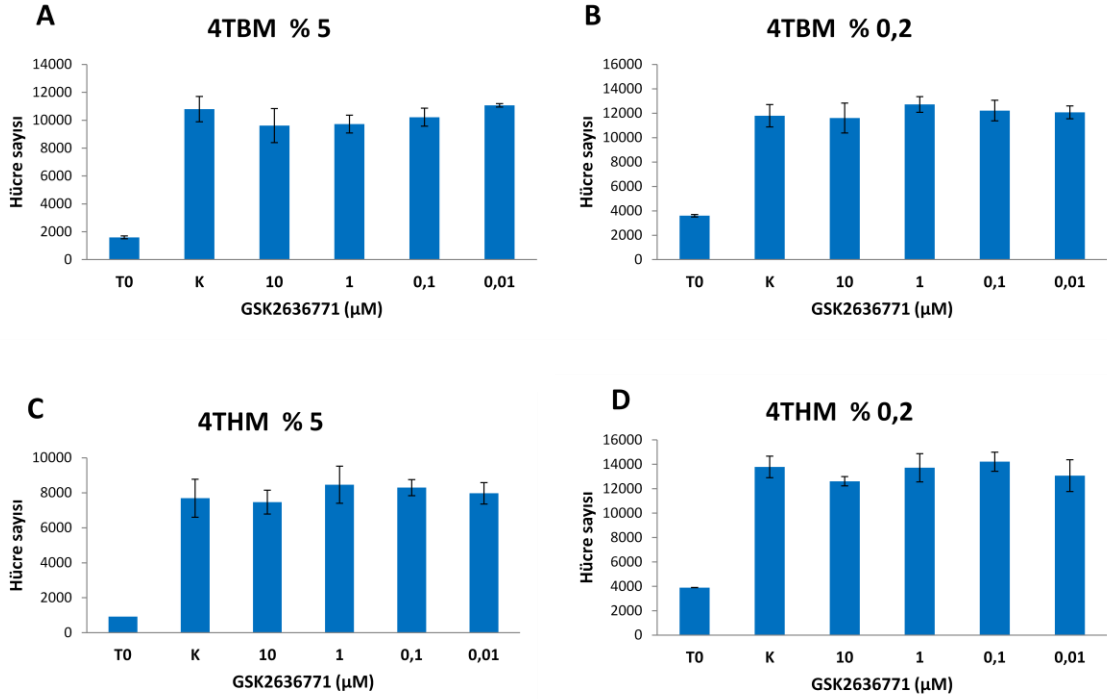 A
4TBM % 5
14000
12000
10000
8000
6000
4000
2000
0
Hücre sayısı
T0 K 10 1 0,1 0,01
GSK2636771 (µM)
B
4TBM % 0,2
16000
14000
12000
10000
8000
6000
4000
2000
0
Hücre sayısı
T0 K 10 1 0,1 0,01
GSK2636771 (µM)
C
4THM % 5
10000
8000
6000
4000
2000
0
Hücre sayısı
T0 K 10 1 0,1 0,01
GSK2636771 (µM)
D
4THM % 0,2
16000
14000
12000
10000
8000
6000
4000
2000
0
Hücre sayısı
T0 K 10 1 0,1 0,01
GSK2636771 (µM)